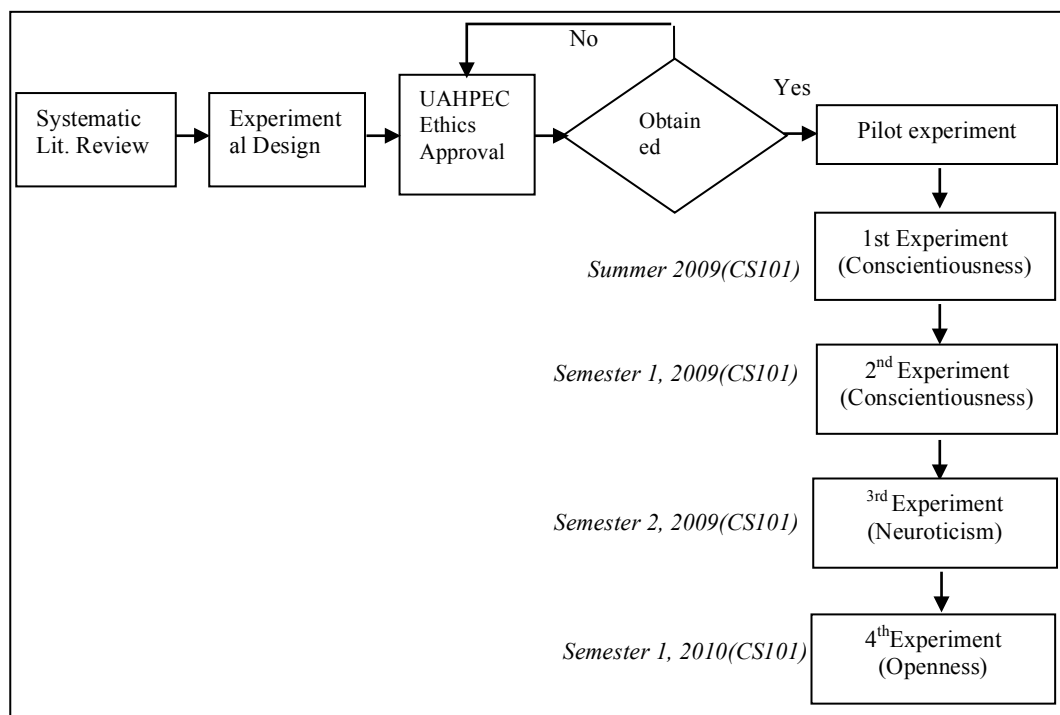 No
Systematic
Lit. Review
Experiment
al Design
UAHPEC
Ethics
Approval
Obtain
ed
Yes
Pilot experiment
Summer 2009(CS101)
1st Experiment
(Conscientiousness)
Semester 1, 2009(CS101)
2nd Experiment
(Conscientiousness)
Semester 2, 2009(CS101)
3rd Experiment
(Neuroticism)
Semester 1, 2010(CS101)
4thExperiment
(Openness)